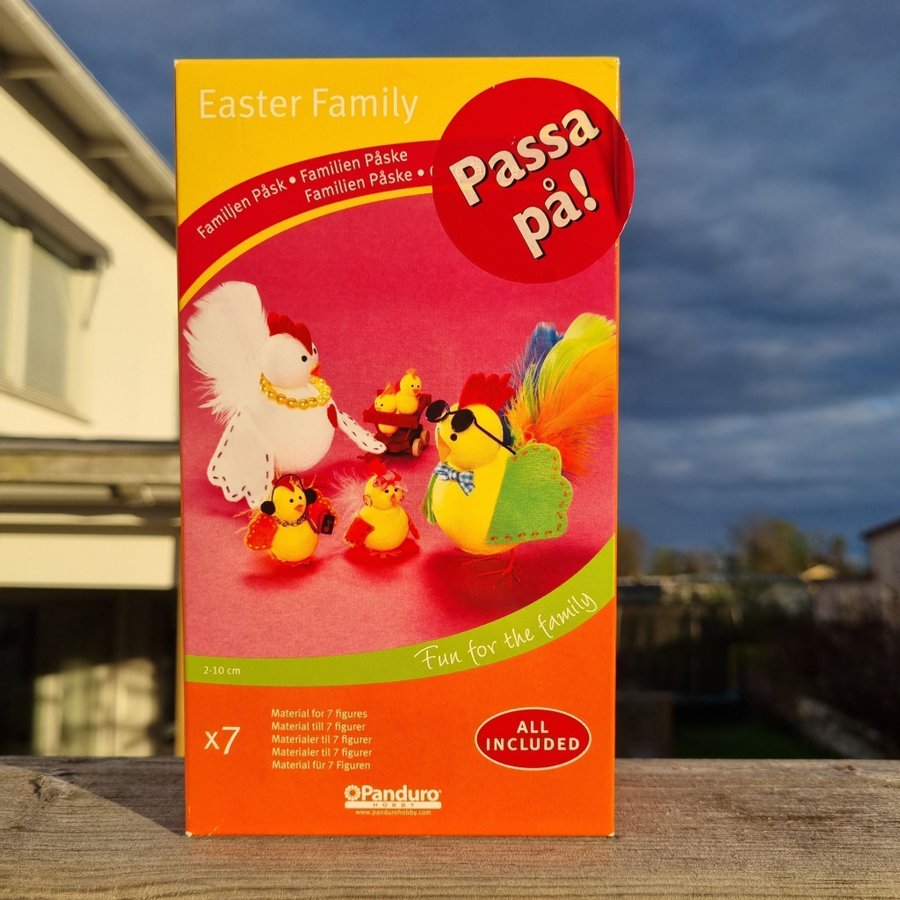 Easter Family
Passa
på!
Familjen Påsk • Familien Påske
Familien Påske •
Fun for the family
2-10 cm
x7
Material for 7 figures
Material till 7 figurer
Materialer til 7 figurer
Materialer til 7 figurer
Material für 7 Figuren
ALL
INCLUDED
Panduro®
HOBBY
www.pandurohobby.com